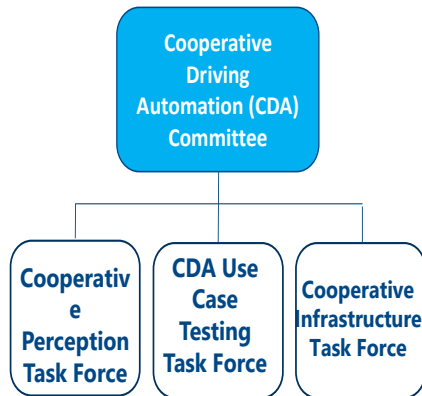 Cooperative
Driving
Automation (CDA)
Committee
Cooperativ
e
Perception
Task Force
CDA Use
Case
Testing
Task Force
Cooperative
Infrastructure
Task Force